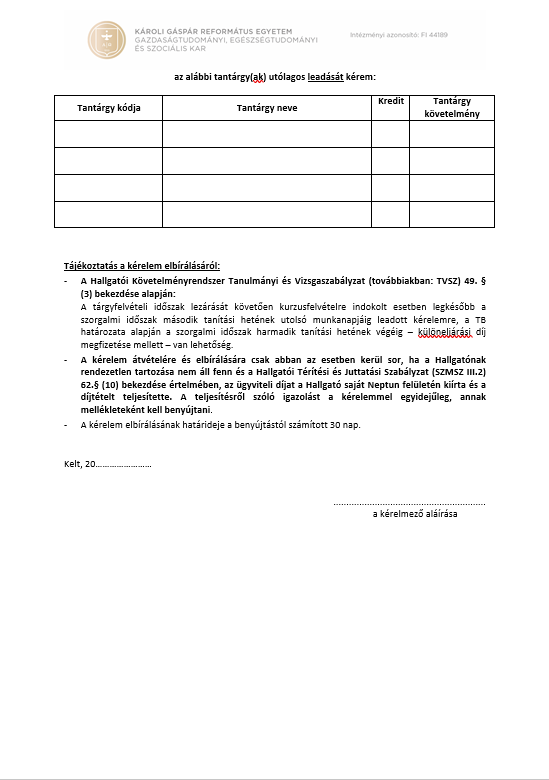 KÁROLI GÁSPÁR REFORMÁTUS EGYETEM
GAZDASÁGTUDOMÁNYI, EGÉSZSÉGTUDOMÁNYI
ÉS SZOCIÁLIS KAR
Intézményi azonosító: FI 44189
az alábbi tantárgy(ak) utólagos leadását kérem:
Tantárgy kódja
Tantárgy neve
Kredit
Tantárgy
követelmény
Tájékoztatás a kérelem elbírálásáról:
- A Hallgatói Követelményrendszer Tanulmányi és Vizsgaszabályzat (továbbiakban: TVSZ) 49. §
(3) bekezdése alapján:
A tárgyfelvételi időszak lezárását követően kurzusfelvételre indokolt esetben legkésőbb a
szorgalmi időszak második tanítási hetének utolsó munkanapjáig leadott kérelemre, a TB
határozata alapján a szorgalmi időszak harmadik tanítási hetének végéig – különeljárási díj
megfizetése mellett – van lehetőség.
- A kérelem átvételére és elbírálására csak abban az esetben kerül sor, ha a Hallgatónak
rendezetlen tartozása nem áll fenn és a Hallgatói Térítési és Juttatási Szabályzat (SZMSZ III.2)
62.§ (10) bekezdése értelmében, az ügyviteli díjat a Hallgató saját Neptun felületén kiírta és a
díjtételt teljesítette. A teljesítésről szóló igazolást a kérelemmel egyidejűleg, annak
mellékleteként kell benyújtani.
- A kérelem elbírálásának határideje a benyújtástól számított 30 nap.
Kelt, 20……………………
............................................................
a kérelmező aláírása